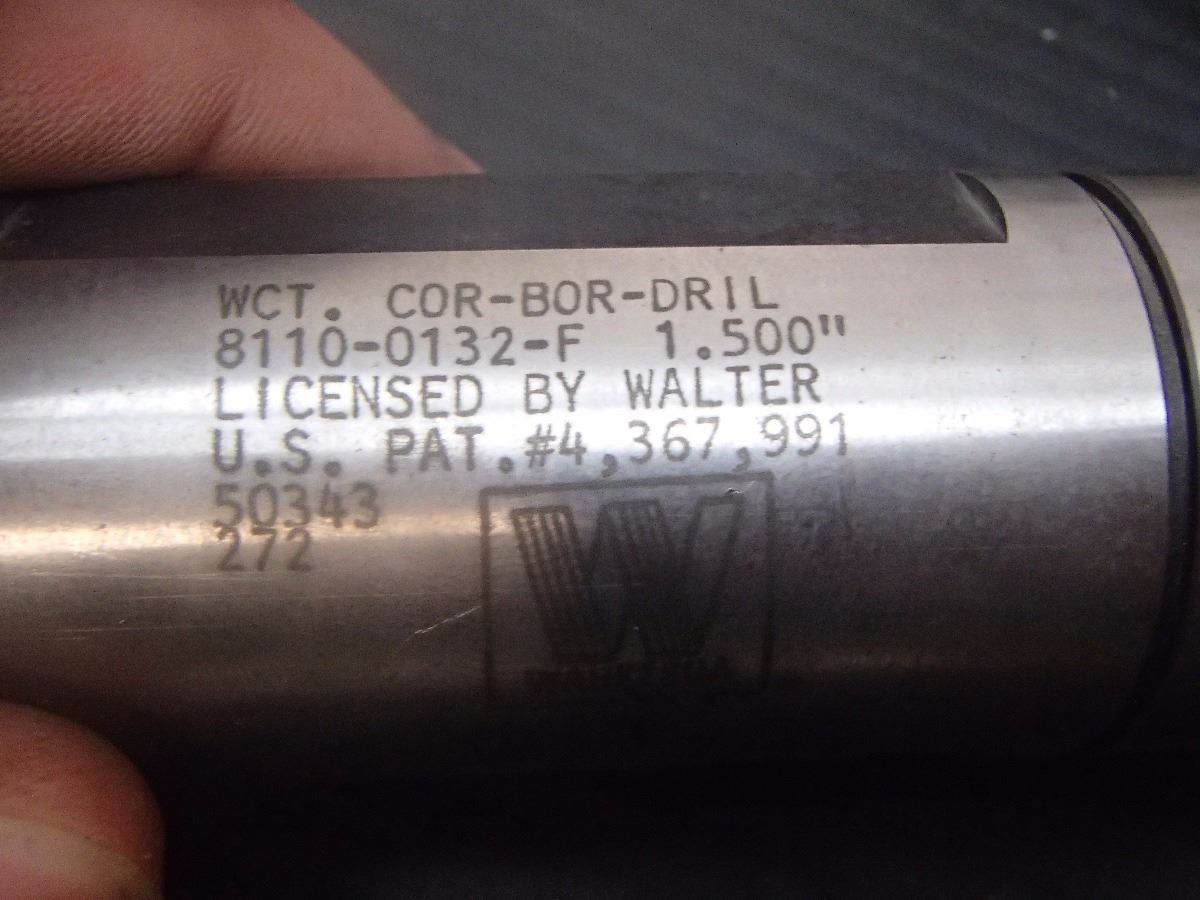 WCT. COR-BOR-DRIL
8110-0132-F 1.500"
LICENSED BY WALTER
U.S. PAT.#4,367,991
50343
272
W